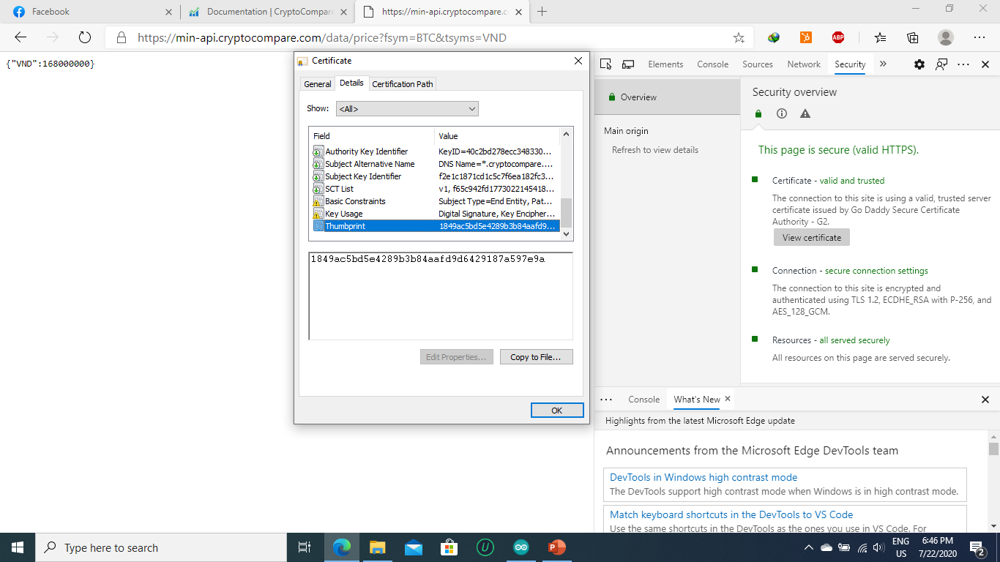 Facebook
Documentation | CryptoCompare
https://min-api.cryptocompare.c
https://min-api.cryptocompare.com/data/price?fsym=BTC&tsyms=VND
ABP
{"VND":168000000}
Certificate
General
Details
Certification Path
Show:
<All>
Field Value
Authority Key Identifier KeyID=40c2bd278ecc348330...
Subject Alternative Name DNS Name=*.cryptocompare....
Subject Key Identifier f2e1c1871cd1c5c7f6ea182fc3...
SCT List v1, f65c942fd1773022145418...
Basic Constraints Subject Type=End Entity, Pat...
Key Usage Digital Signature, Key Encipher...
Thumbprint 1849ac5bd5e4289b3b84aafd9...
1849ac5bd5e4289b3b84aafd9d6429187a597e9a
Edit Properties...
Copy to File...
OK
Elements
Console
Sources
Network
Security
Overview
Main origin
Refresh to view details
Security overview
This page is secure (valid HTTPS).
Certificate - valid and trusted
The connection to this site is using a valid, trusted server
certificate issued by Go Daddy Secure Certificate
Authority - G2.
View certificate
Connection - secure connection settings
The connection to this site is encrypted and
authenticated using TLS 1.2, ECDHE_RSA with P-256, and
AES_128_GCM.
Resources - all served securely
All resources on this page are served securely.
Console
What's New
Highlights from the latest Microsoft Edge update
Announcements from the Microsoft Edge DevTools team
DevTools in Windows high contrast mode
The DevTools support high contrast mode when Windows is in high contrast mode.
Match keyboard shortcuts in the DevTools to VS Code
Use the same shortcuts in the DevTools as the ones you use in VS Code. For
Type here to search
ENG
US
6:46 PM
7/22/2020
2